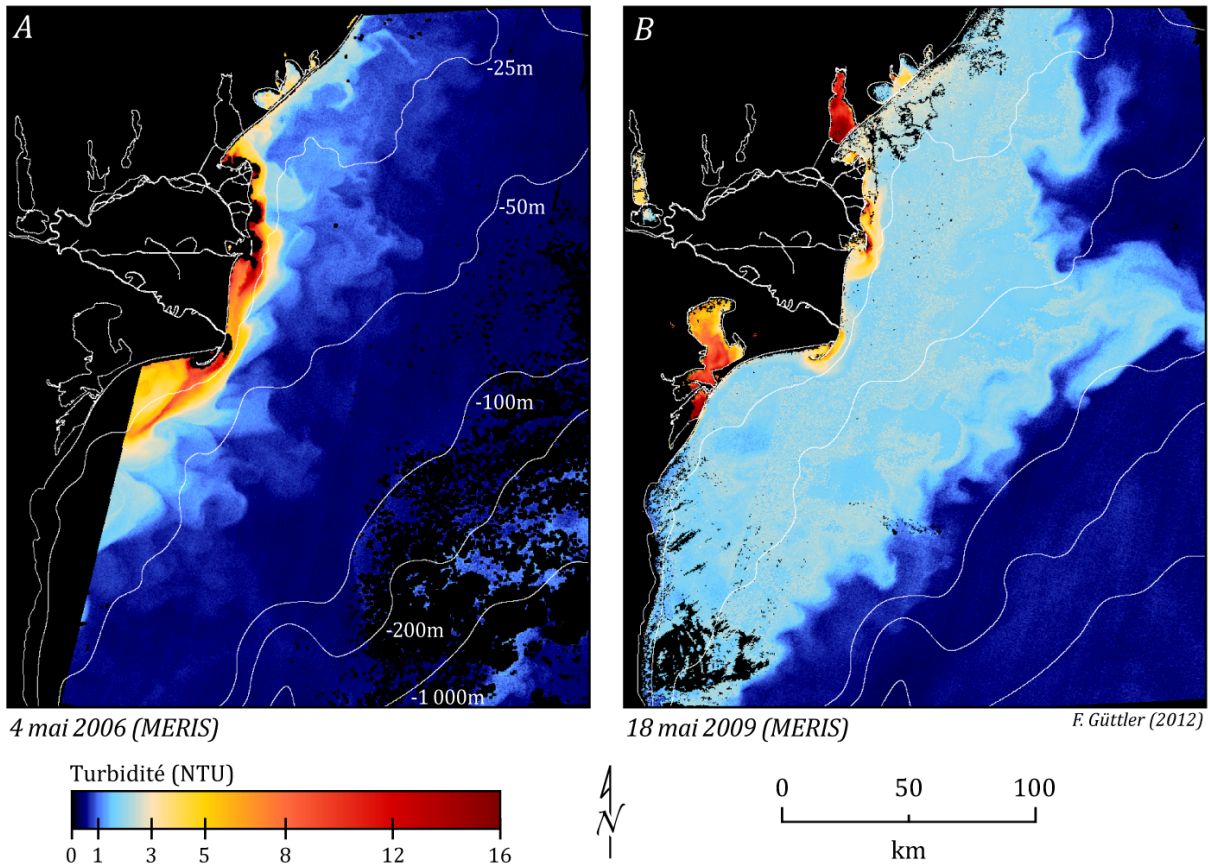 A
B
-25m
-50m
-100m
-200m
-1 000m
4 mai 2006 (MERIS)
18 mai 2009 (MERIS)
F. Güttler (2012)
Turbidité (NTU)
0 1 3 5 8 12 16
N
0 50 100
km